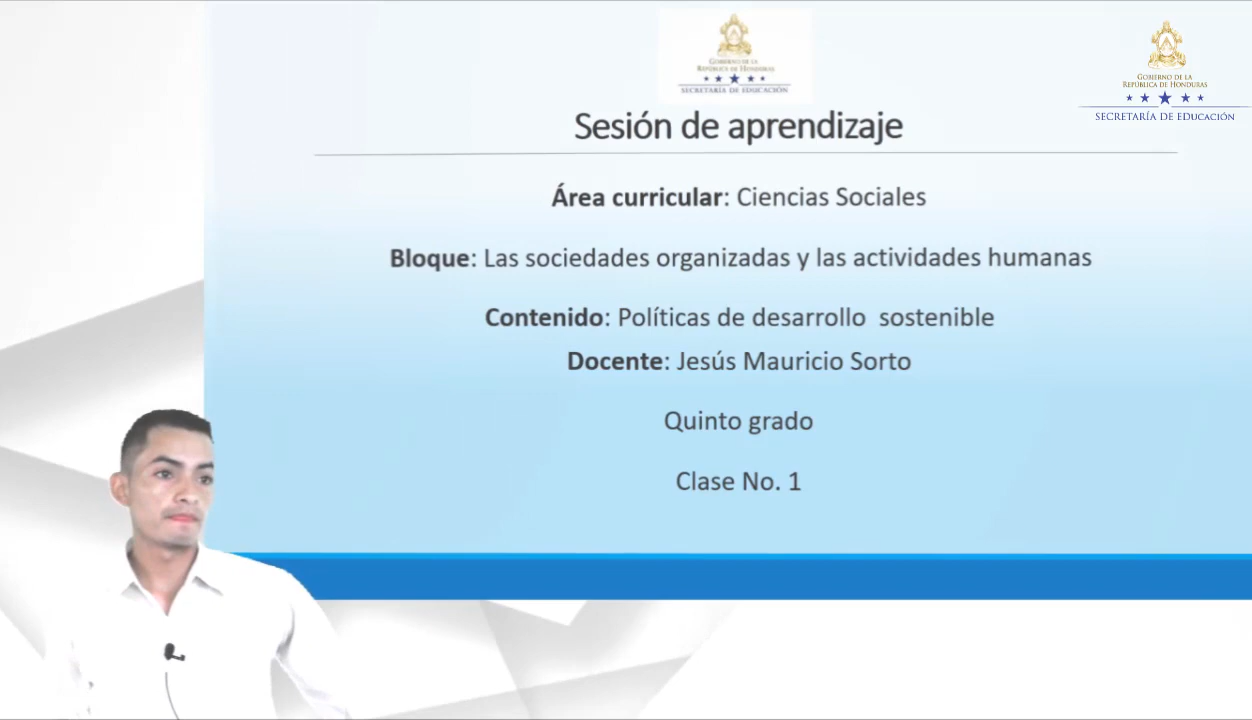 GOBIERNO DE LA
REPÚBLICA DE HONDURAS
SECRETARÍA DE EDUCACIÓN
GOBIERNO DE LA
REPÚBLICA DE HONDURAS
SECRETARÍA DE EDUCACIÓN
Sesión de aprendizaje
Área curricular: Ciencias Sociales
Bloque: Las sociedades organizadas y las actividades humanas
Contenido: Políticas de desarrollo sostenible
Docente: Jesús Mauricio Sorto
Quinto grado
Clase No. 1